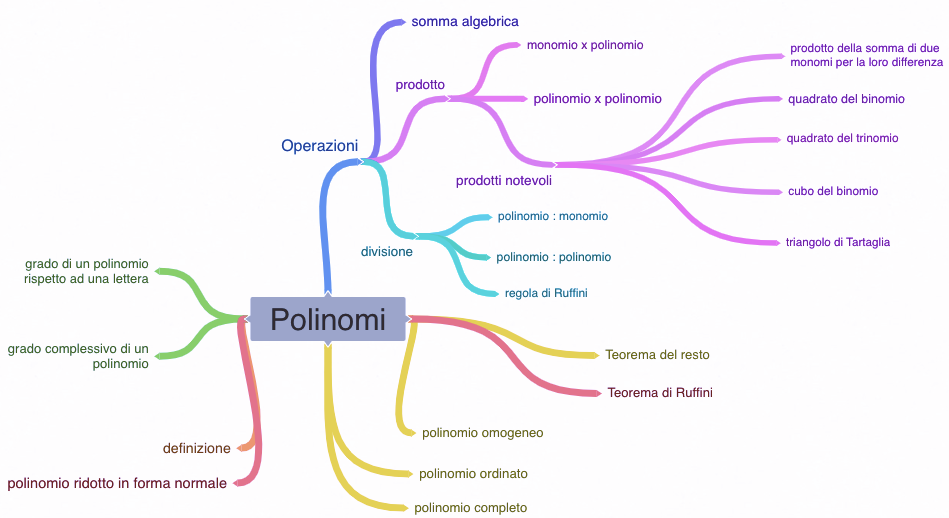 somma algebrica
monomio x polinomio
prodotto della somma di due
monomi per la loro differenza
prodotto
polinomio x polinomio
quadrato del binomio
quadrato del trinomio
Operazioni
prodotti notevoli
cubo del binomio
polinomio : monomio
triangolo di Tartaglia
divisione
polinomio : polinomio
regola di Ruffini
grado di un polinomio
rispetto ad una lettera
Polinomi
grado complessivo di un
polinomio
Teorema del resto
Teorema di Ruffini
polinomio omogeneo
definizione
polinomio ordinato
polinomio ridotto in forma normale
polinomio completo